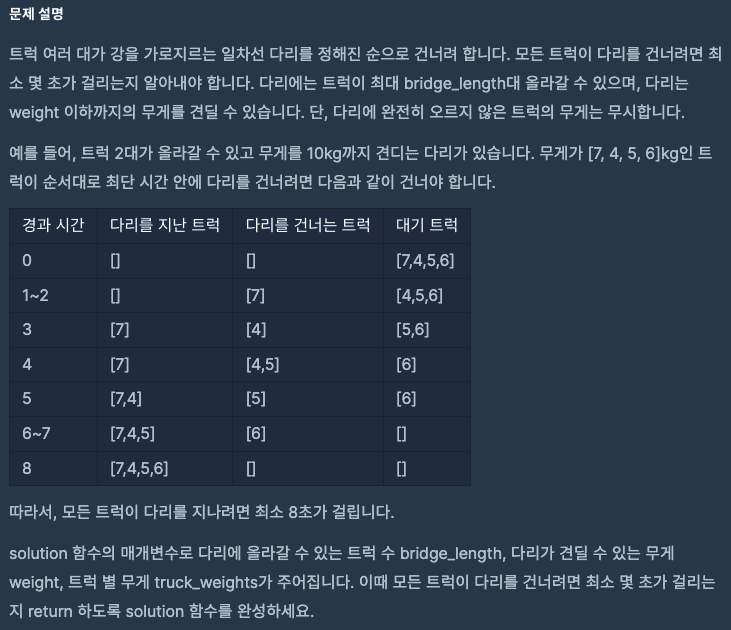 문제 설명
트럭 여러 대가 강을 가로지르는 일차선 다리를 정해진 순으로 건너려 합니다. 모든 트럭이 다리를 건너려면 최
소 몇 초가 걸리는지 알아내야 합니다. 다리에는 트럭이 최대 bridge_length대 올라갈 수 있으며, 다리는
weight 이하까지의 무게를 견딜 수 있습니다. 단, 다리에 완전히 오르지 않은 트럭의 무게는 무시합니다.
예를 들어, 트럭 2대가 올라갈 수 있고 무게를 10kg까지 견디는 다리가 있습니다. 무게가 [7, 4, 5, 6]kg인 트
럭이 순서대로 최단 시간 안에 다리를 건너려면 다음과 같이 건너야 합니다.
경과 시간 다리를 지난 트럭 다리를 건너는 트럭 대기 트럭
0 [] [] [7,4,5,6]
1~2 [] [7] [4,5,6]
3 [7] [4] [5,6]
4 [7] [4,5] [6]
5 [7,4] [5] [6]
6~7 [7,4,5] [6] []
8 [7,4,5,6] [] []
따라서, 모든 트럭이 다리를 지나려면 최소 8초가 걸립니다.
solution 함수의 매개변수로 다리에 올라갈 수 있는 트럭 수 bridge_length, 다리가 견딜 수 있는 무게
weight, 트럭 별 무게 truck_weights가 주어집니다. 이때 모든 트럭이 다리를 건너려면 최소 몇 초가 걸리는
지 return 하도록 solution 함수를 완성하세요.